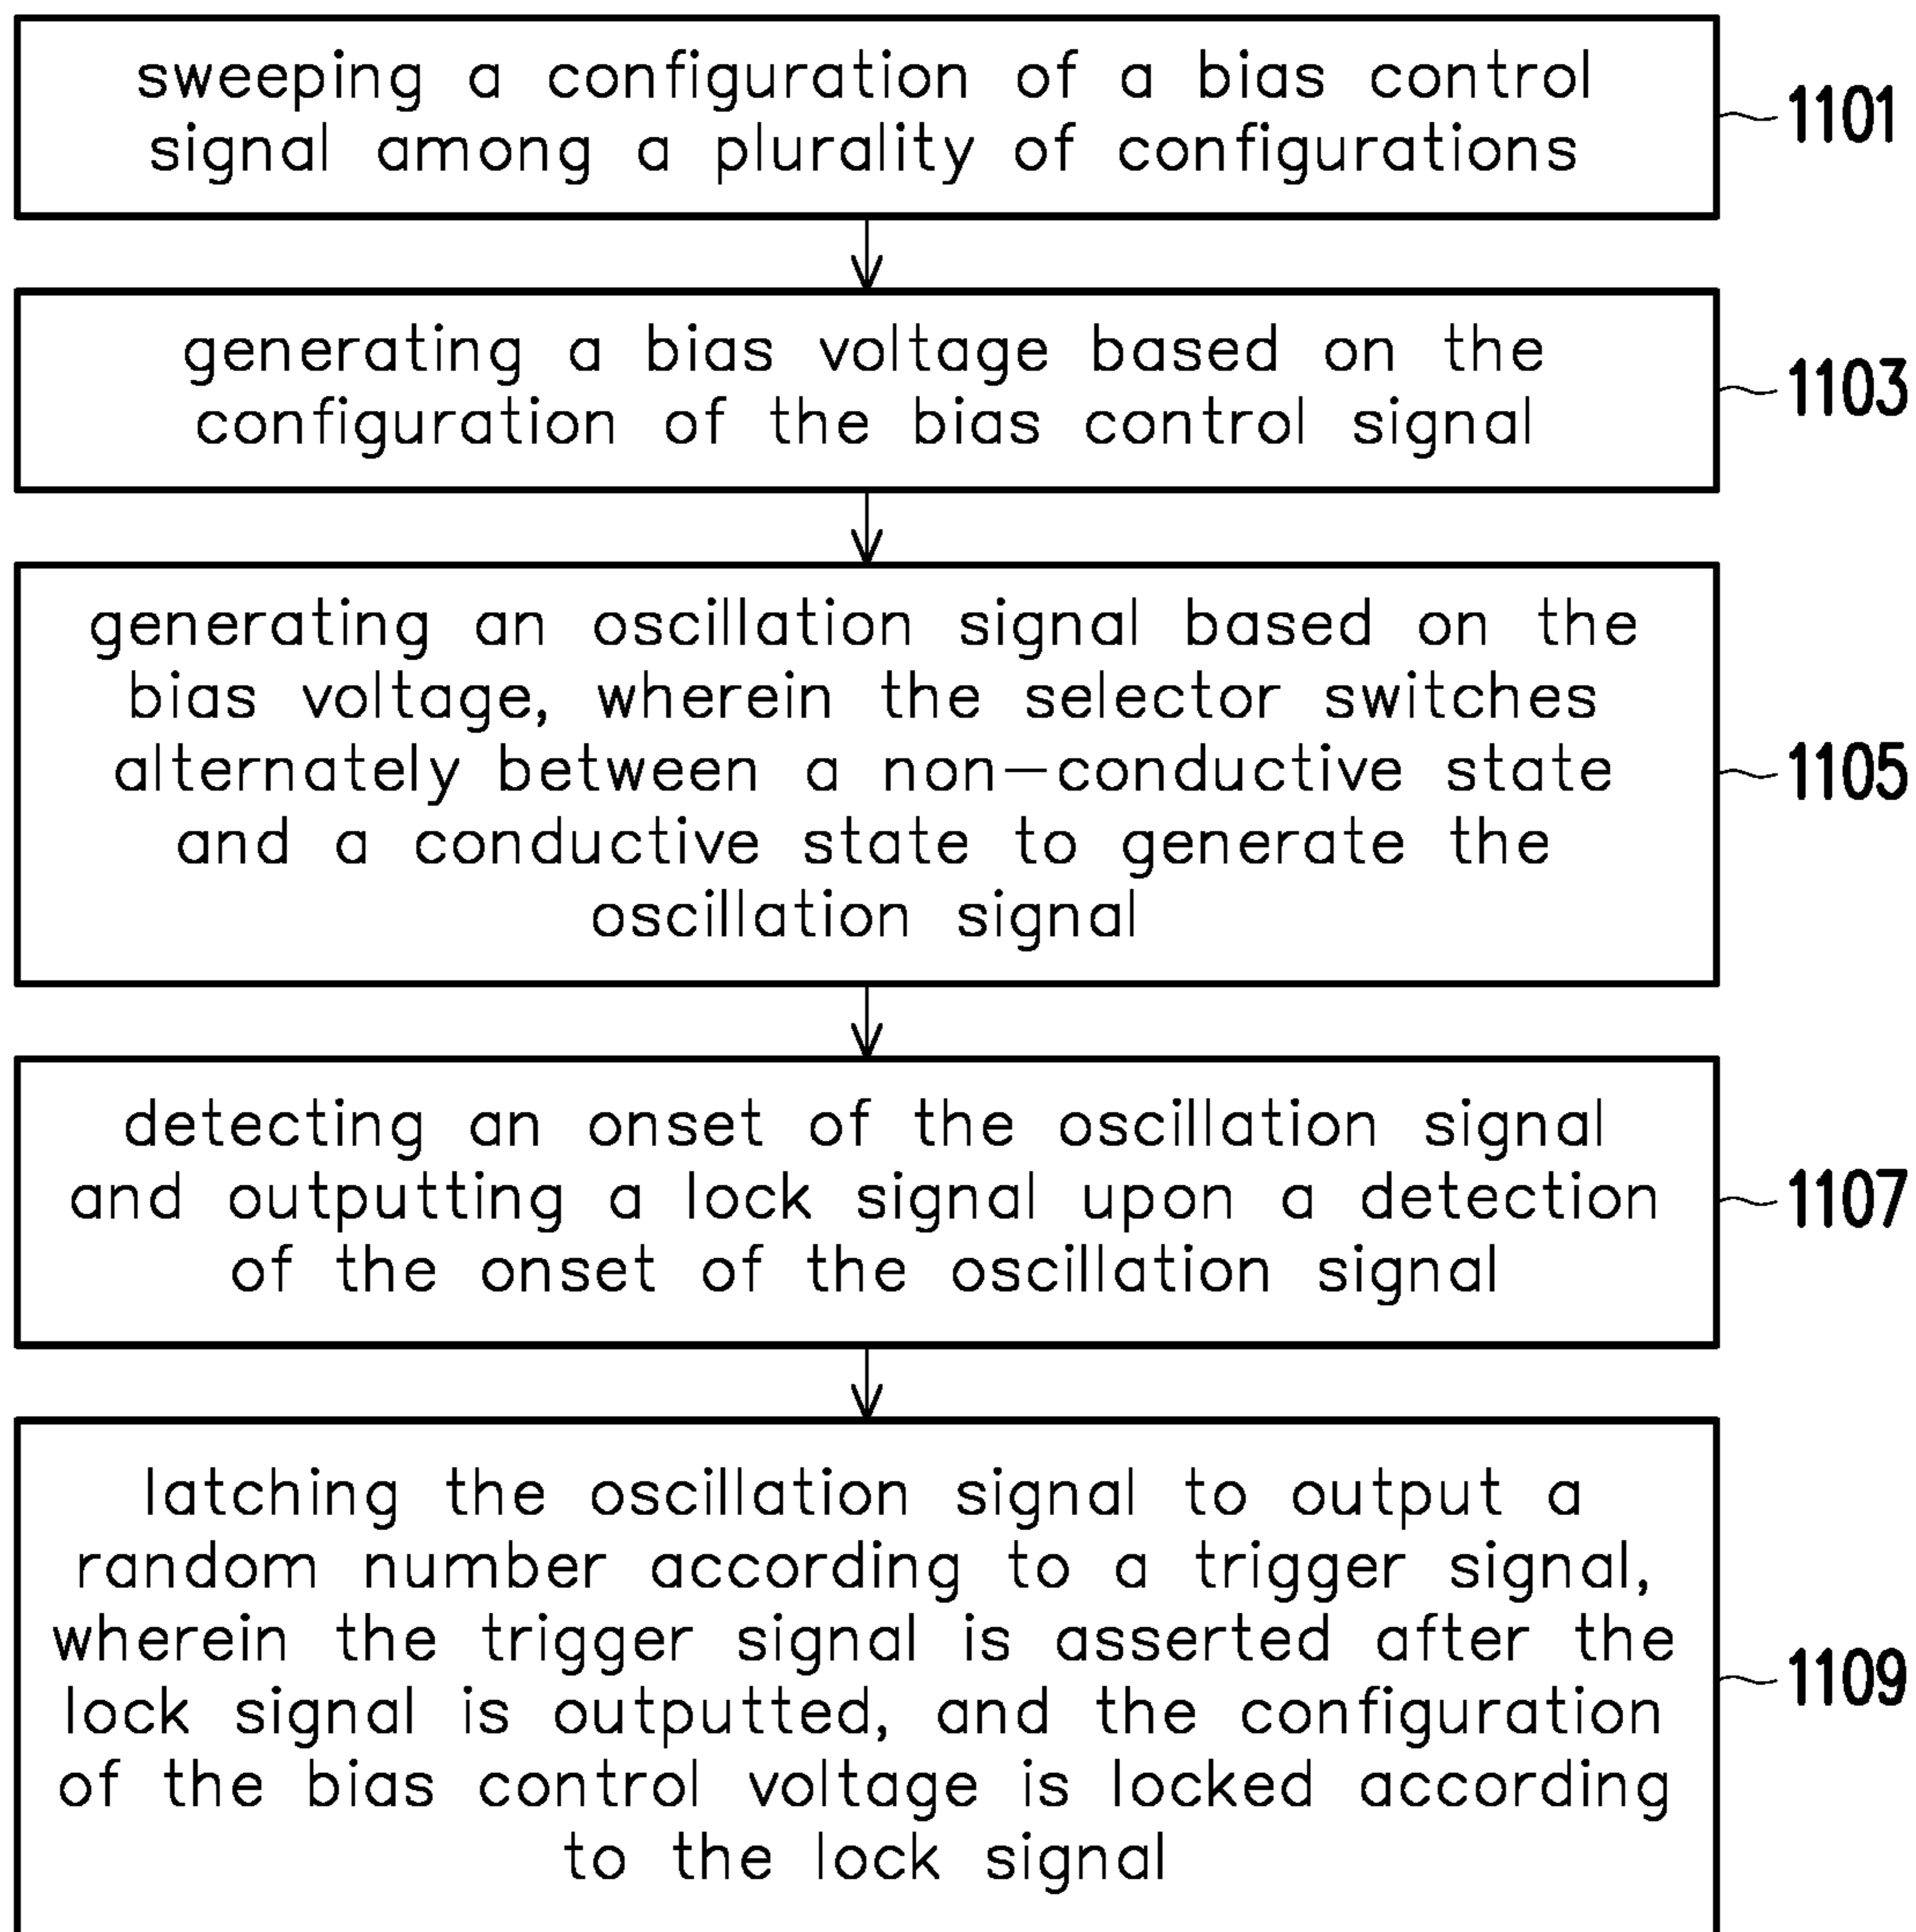 sweeping a configuration of a bias control
signal among a plurality of configurations
1101
generating a bias voltage based on the
configuration of the bias control signal
1103
generating an oscillation signal based on the
bias voltage, wherein the selector switches
alternately between a non-conductive state
and a conductive state to generate the
oscillation signal
1105
detecting an onset of the oscillation signal
and outputting a lock signal upon a detection
of the onset of the oscillation signal
1107
latching the oscillation signal to output a
random number according to a trigger signal,
wherein the trigger signal is asserted after the
lock signal is outputted, and the configuration
of the bias control voltage is locked according
to the lock signal
1109